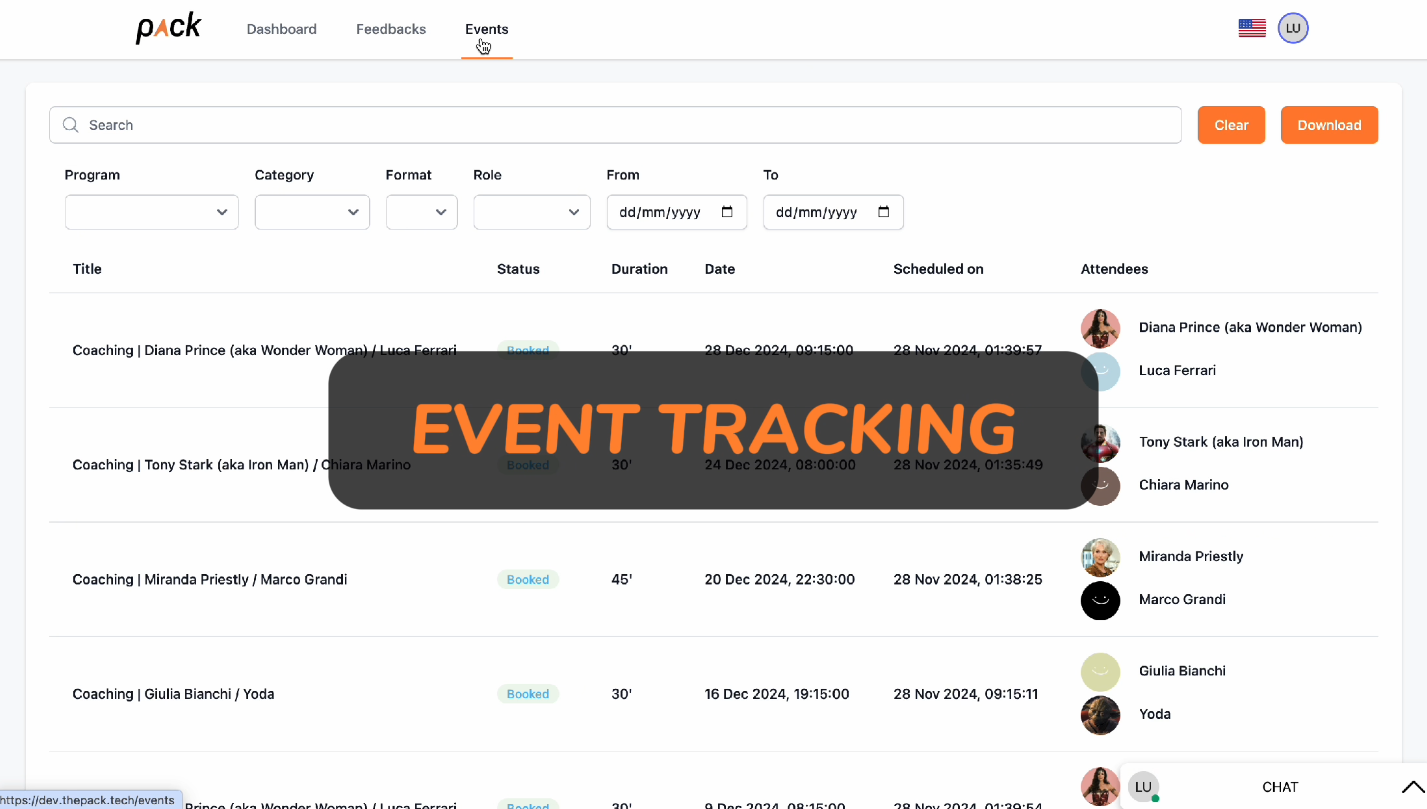 pack
Dashboard Feedbacks Events LU
Search Clear Download
Program Category Format Role From To
dd/mm/yyyy dd/mm/yyyy
Title Status Duration Date Scheduled on Attendees
Coaching | Diana Prince (aka Wonder Woman) / Luca Ferrari Booked 30' 28 Dec 2024, 09:15:00 28 Nov 2024, 01:39:57 Diana Prince (aka Wonder Woman)
Luca Ferrari
EVENT TRACKING
Coaching | Tony Stark (aka Iron Man) / Chiara Marino Booked 30' 24 Dec 2024, 08:00:00 28 Nov 2024, 01:35:49 Tony Stark (aka Iron Man)
Chiara Marino
Coaching | Miranda Priestly / Marco Grandi Booked 45' 20 Dec 2024, 22:30:00 28 Nov 2024, 01:38:25 Miranda Priestly
Marco Grandi
Coaching | Giulia Bianchi / Yoda Booked 30' 16 Dec 2024, 19:15:00 28 Nov 2024, 09:15:11 Giulia Bianchi
Yoda
Prince (aka Wonder Woman) / Luca Ferrari Booked 30' 9 Dec 2024, 08:15:00 28 Nov 2024, 01:39:54
LU CHAT
https://dev.thepack.tech/events